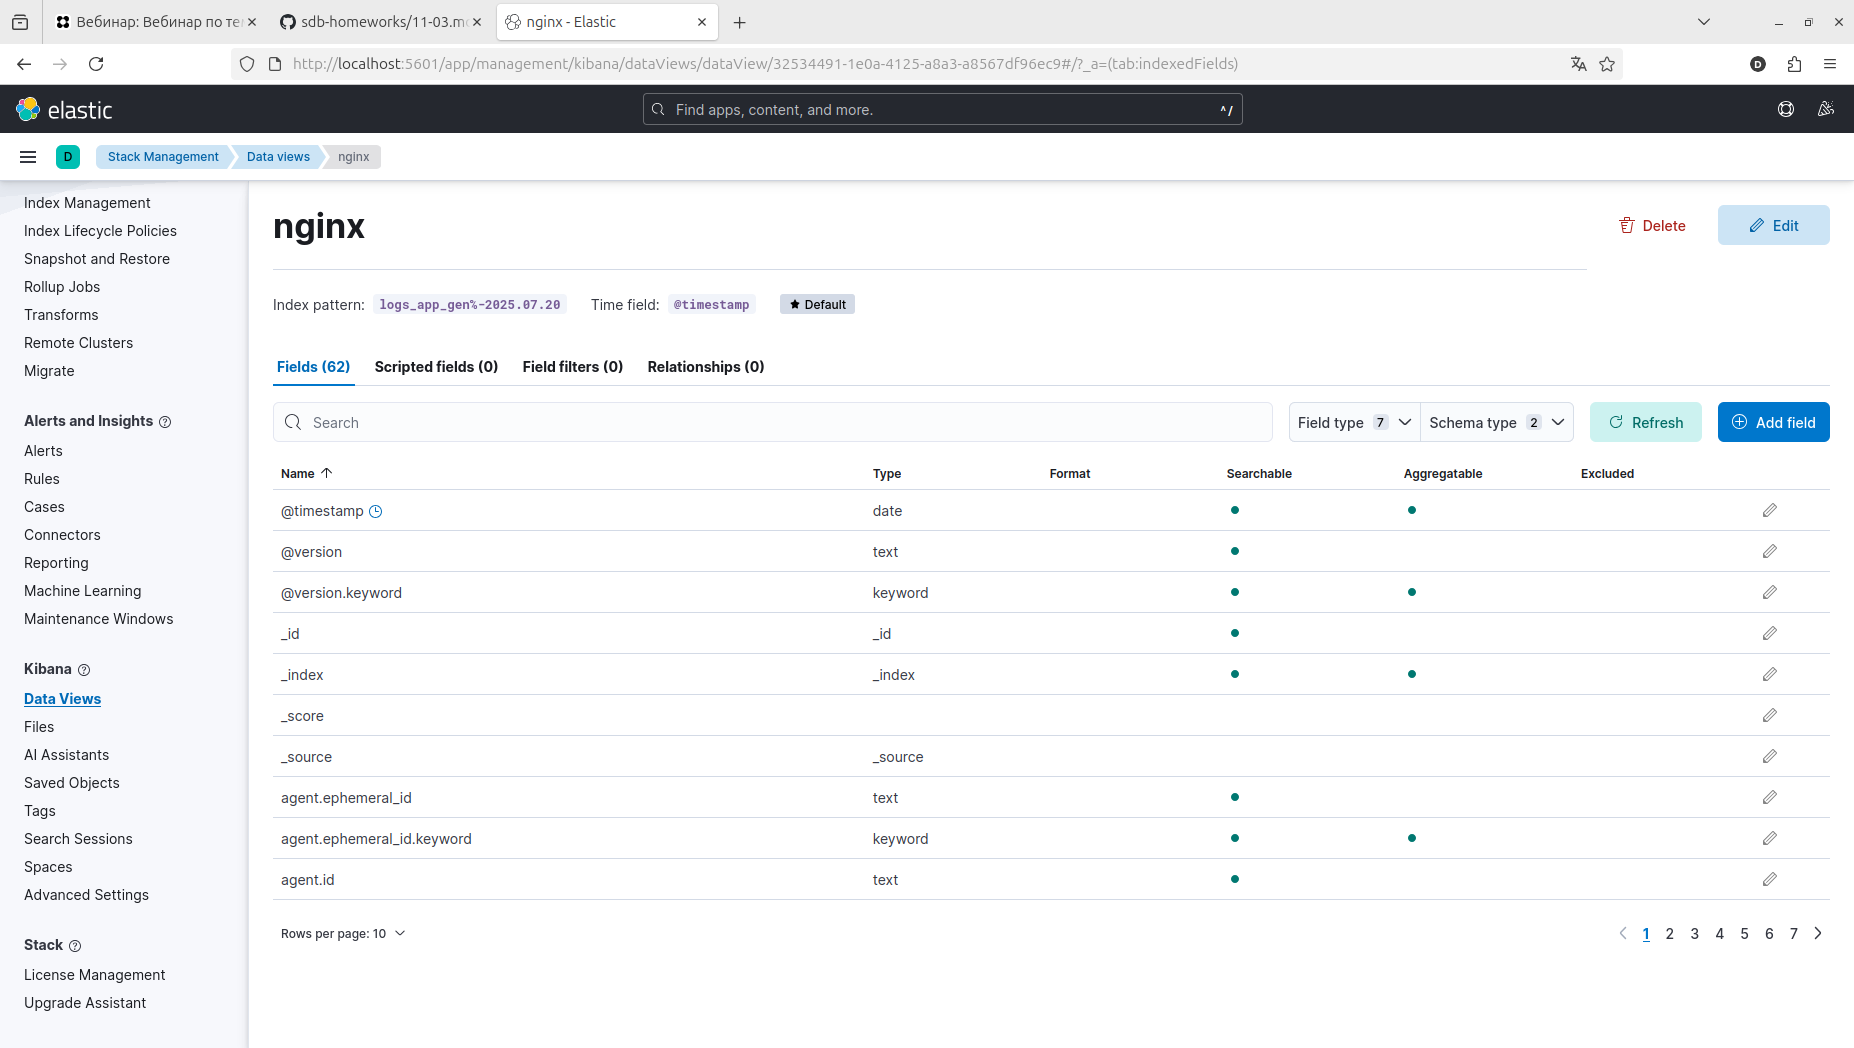 Вебинар: Вебинар по те
sdb-homeworks/11-03.m
nginx - Elastic
http://localhost:5601/app/management/kibana/dataViews/dataView/32534491-1e0a-4125-a8a3-a8567df96ec9#/?_a=(tab:indexedFields)
D
elastic
Find apps, content, and more.
^/
D
Stack Management
Data views
nginx
Index Management
Index Lifecycle Policies
Snapshot and Restore
Rollup Jobs
Transforms
Remote Clusters
Migrate
Alerts and Insights
Alerts
Rules
Cases
Connectors
Reporting
Machine Learning
Maintenance Windows
Kibana
Data Views
Files
AI Assistants
Saved Objects
Tags
Search Sessions
Spaces
Advanced Settings
Stack
License Management
Upgrade Assistant
nginx
Delete
Edit
Index pattern: logs_app_gen%-2025.07.20 Time field: @timestamp Default
Fields (62) Scripted fields (0) Field filters (0) Relationships (0)
Search
Field type 7
Schema type 2
Refresh
Add field
Name Type Format Searchable Aggregatable Excluded
@timestamp date
@version text
@version.keyword keyword
_id _id
_index _index
_score
_source _source
agent.ephemeral_id text
agent.ephemeral_id.keyword keyword
agent.id text
Rows per page: 10
1 2 3 4 5 6 7